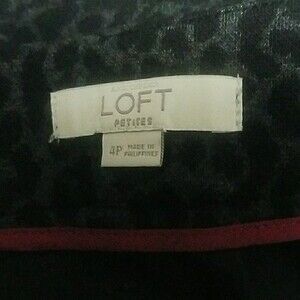 LOFT
PETITES
4P MADE IN
PHILIPPINES